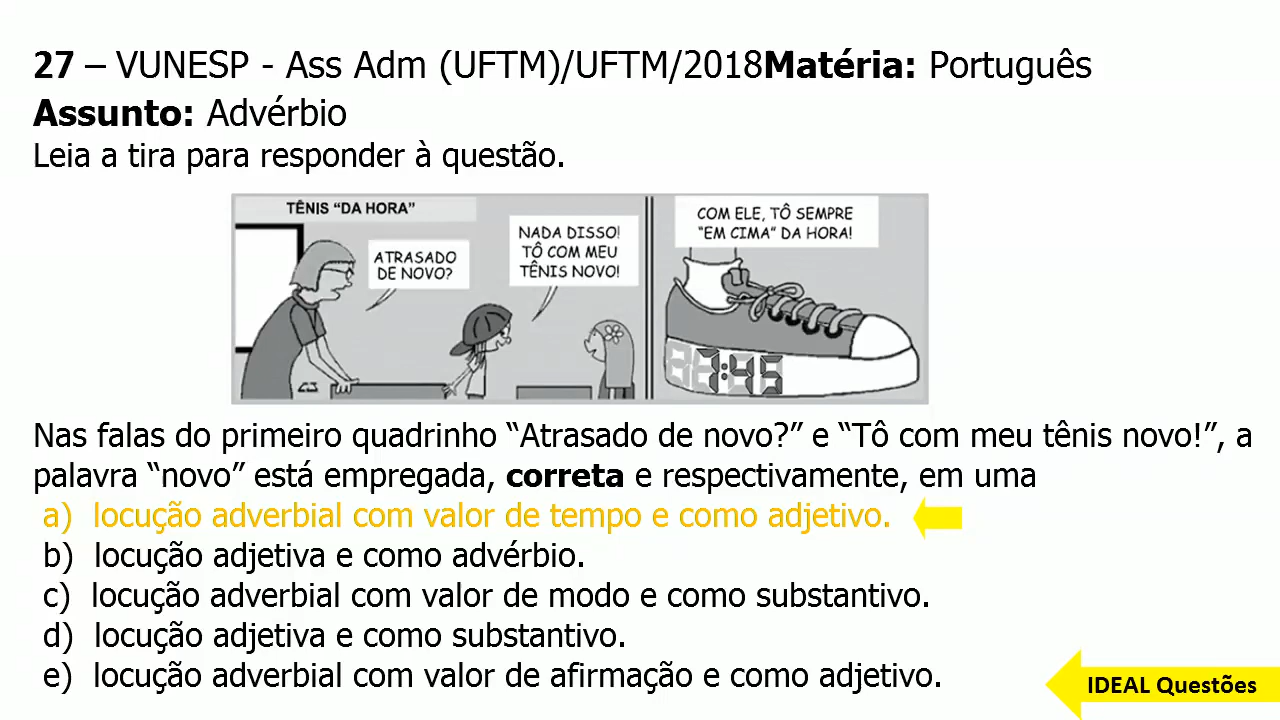 27 – VUNESP - Ass Adm (UFTM)/UFTM/2018Matéria: Português
Assunto: Advérbio
Leia a tira para responder à questão.
TÊNIS “DA HORA”
ATRASADO
DE NOVO?
NADA DISSO!
TÔ COM MEU
TÊNIS NOVO!
COM ELE, TÔ SEMPRE
“EM CIMA” DA HORA!
7:45
Nas falas do primeiro quadrinho “Atrasado de novo?” e “Tô com meu tênis novo!”, a
palavra “novo” está empregada, correta e respectivamente, em uma
a) locução adverbial com valor de tempo e como adjetivo.
b) locução adjetiva e como advérbio.
c) locução adverbial com valor de modo e como substantivo.
d) locução adjetiva e como substantivo.
e) locução adverbial com valor de afirmação e como adjetivo.
IDEAL Questões